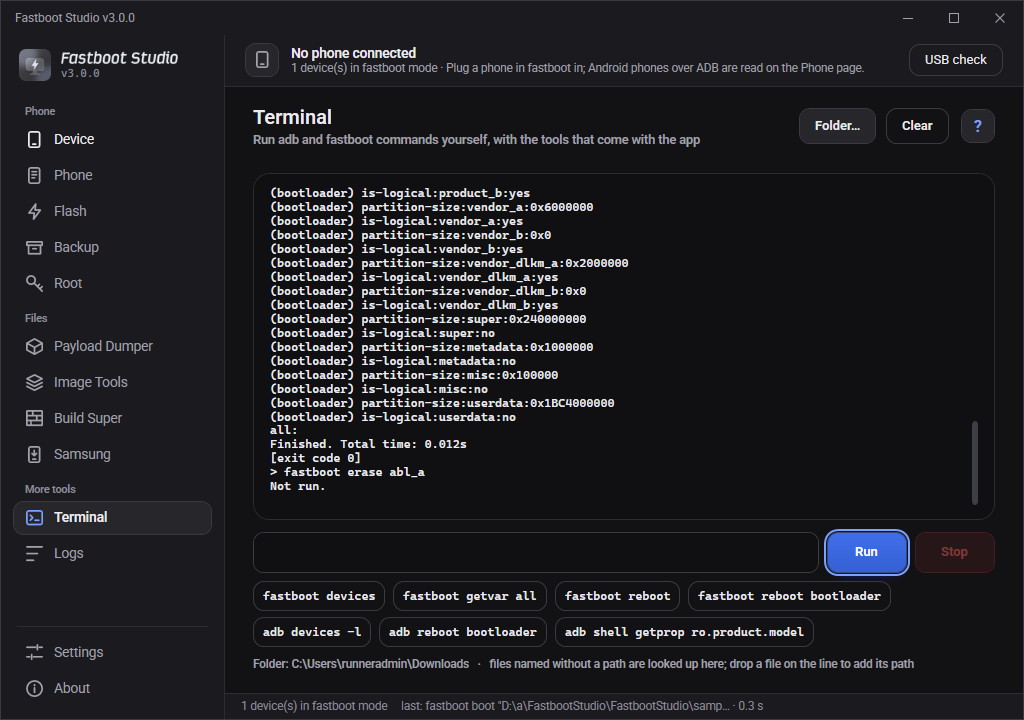 Fastboot Studio v3.0.0
Fastboot Studio
v3.0.0
No phone connected
1 device(s) in fastboot mode · Plug a phone in fastboot in; Android phones over ADB are read on the Phone page.
USB check
Phone
Device
Phone
Flash
Backup
Root
Files
Payload Dumper
Image Tools
Build Super
Samsung
More tools
Terminal
Logs
Settings
About
Terminal
Run adb and fastboot commands yourself, with the tools that come with the app
Folder...
Clear
?
(bootloader) is-logical:product_b:yes
(bootloader) partition-size:vendor_a:0x6000000
(bootloader) is-logical:vendor_a:yes
(bootloader) partition-size:vendor_b:0x0
(bootloader) is-logical:vendor_b:yes
(bootloader) partition-size:vendor_dlkm_a:0x2000000
(bootloader) is-logical:vendor_dlkm_a:yes
(bootloader) partition-size:vendor_dlkm_b:0x0
(bootloader) is-logical:vendor_dlkm_b:yes
(bootloader) partition-size:super:0x240000000
(bootloader) is-logical:super:no
(bootloader) partition-size:metadata:0x1000000
(bootloader) is-logical:metadata:no
(bootloader) partition-size:misc:0x100000
(bootloader) is-logical:misc:no
(bootloader) partition-size:userdata:0x1BC4000000
(bootloader) is-logical:userdata:no
all:
Finished. Total time: 0.012s
[exit code 0]
> fastboot erase abl_a
Not run.
Run
Stop
fastboot devices
fastboot getvar all
fastboot reboot
fastboot reboot bootloader
adb devices -l
adb reboot bootloader
adb shell getprop ro.product.model
Folder: C:\Users\runneradmin\Downloads · files named without a path are looked up here; drop a file on the line to add its path
1 device(s) in fastboot mode last: fastboot boot "D:\a\FastbootStudio\FastbootStudio\samp... · 0.3 s